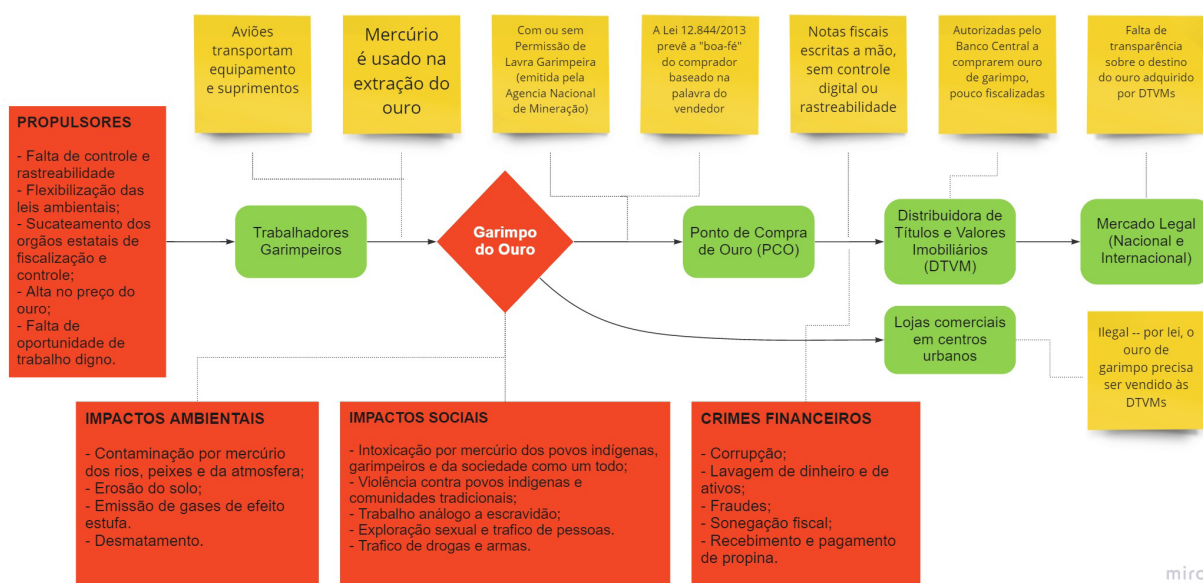 Aviões
transportam
equipamento
e suprimentos
Mercúrio
é usado na
extração do
ouro
Com ou sem
Permissão de
Lavra Garimpeira
(emitida pela
Agencia Nacional
de Mineração)
A Lei 12.844/2013
prevê a "boa-fé"
do comprador
baseado na
palavra do
vendedor
Notas fiscais
escritas a mão,
sem controle
digital ou
rastreabilidade
Autorizadas pelo
Banco Central a
comprarem ouro
de garimpo,
pouco fiscalizadas
Falta de
transparência
sobre o destino
do ouro adquirido
por DTVMs
PROPULSORES
- Falta de controle e
rastreabilidade
- Flexibilização das
leis ambientais;
- Sucateamento dos
orgãos estatais de
fiscalização e
controle;
- Alta no preço do
ouro;
- Falta de
oportunidade de
trabalho digno.
Trabalhadores
Garimpeiros
Garimpo
do Ouro
Ponto de Compra
de Ouro (PCO)
Distribuidora de
Títulos e Valores
Imobiliários
(DTVM)
Mercado Legal
(Nacional e
Internacional)
Lojas comerciais
em centros
urbanos
Ilegal -- por lei, o
ouro de
garimpo precisa
ser vendido às
DTVMs
IMPACTOS AMBIENTAIS
- Contaminação por mercúrio
dos rios, peixes e da atmosfera;
- Erosão do solo;
- Emissão de gases de efeito
estufa.
- Desmatamento.
IMPACTOS SOCIAIS
- Intoxicação por mercúrio dos povos indígenas,
garimpeiros e da sociedade como um todo;
- Violência contra povos indigenas e
comunidades tradicionais;
- Trabalho análogo a escravidão;
- Exploração sexual e trafico de pessoas.
- Trafico de drogas e armas.
CRIMES FINANCEIROS
- Corrupção;
- Lavagem de dinheiro e de
ativos;
- Fraudes;
- Sonegação fiscal;
- Recebimento e pagamento
de propina.
miro